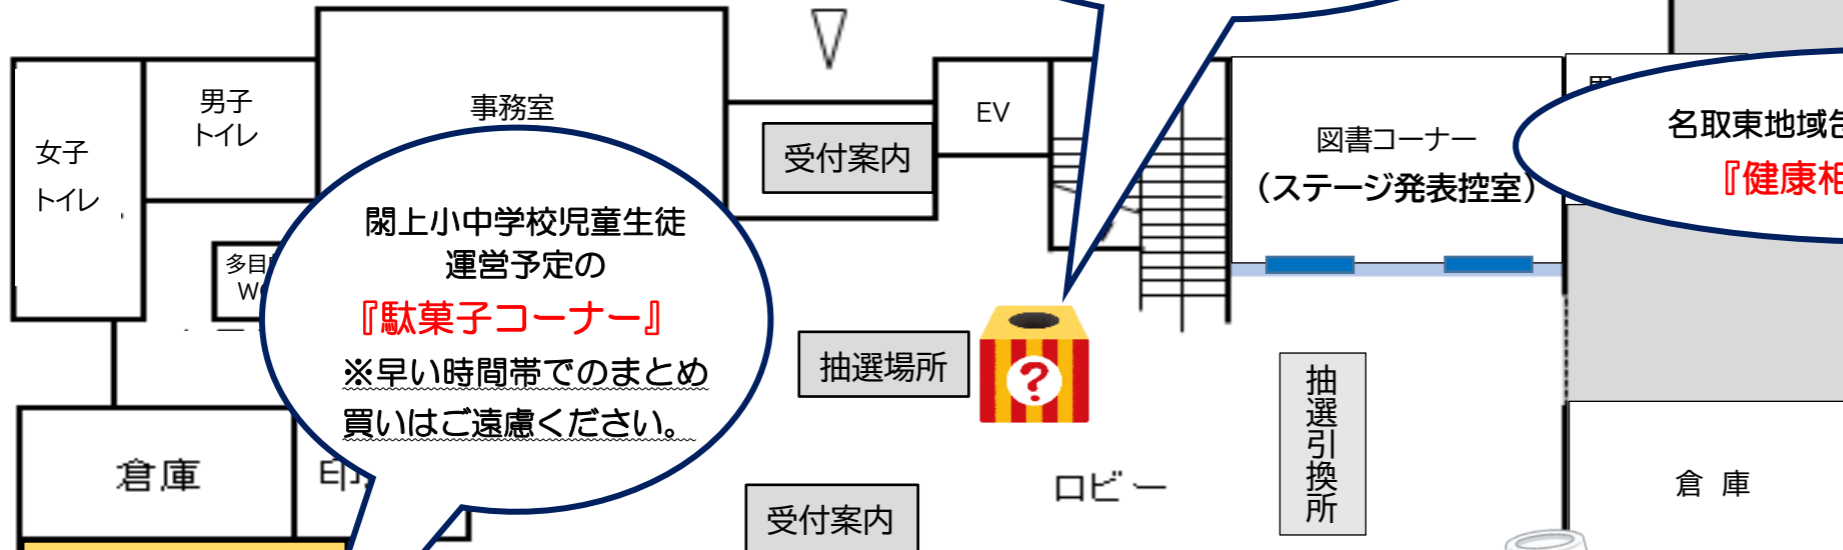 女子
トイレ
男子
トイレ
事務室
受付案内
EV
図書コーナー
(ステージ発表控室)
名取東地域
『健康相
閖上小中学校児童生徒
運営予定の
『駄菓子コーナー』
※早い時間帯でのまとめ
買いはご遠慮ください。
多目
抽選場所
?
抽選引換所
倉庫
印
受付案内
ロビー
倉 庫